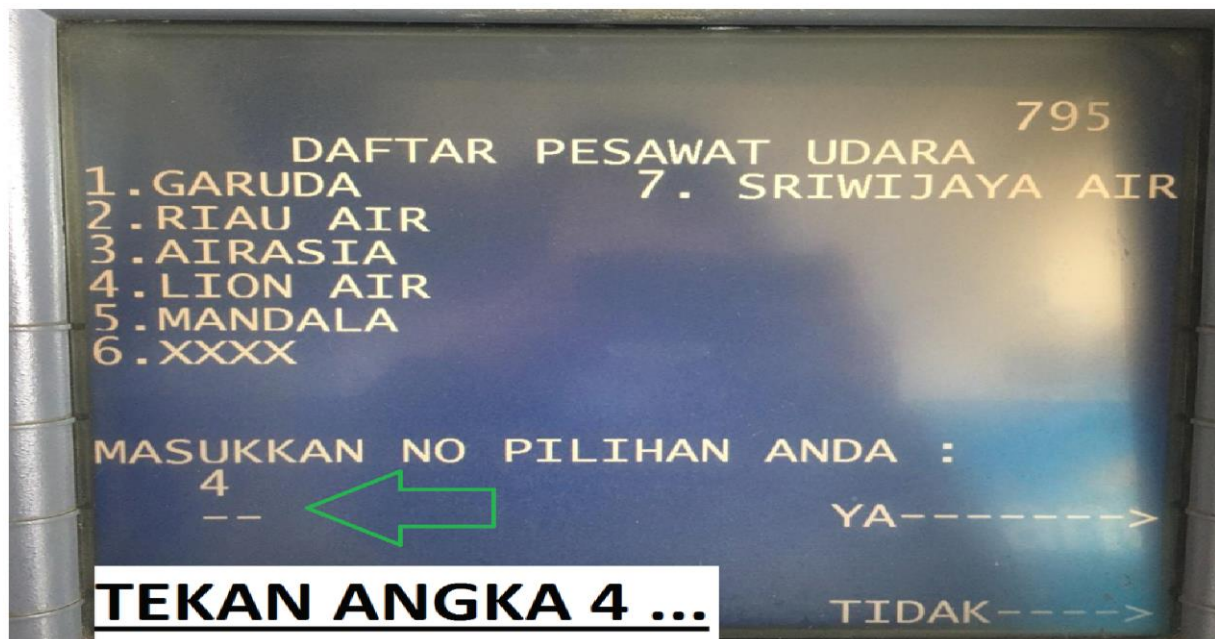 795
DAFTAR PESAWAT UDARA
1.GARUDA 7. SRIWIJAYA AIR
2.RIAU AIR
3.AIRASIA
4.LION AIR
5.MANDALA
6.XXXX
MASUKKAN NO PILIHAN ANDA :
4
-- YA------->
TEKAN ANGKA 4 ...
TIDAK---->